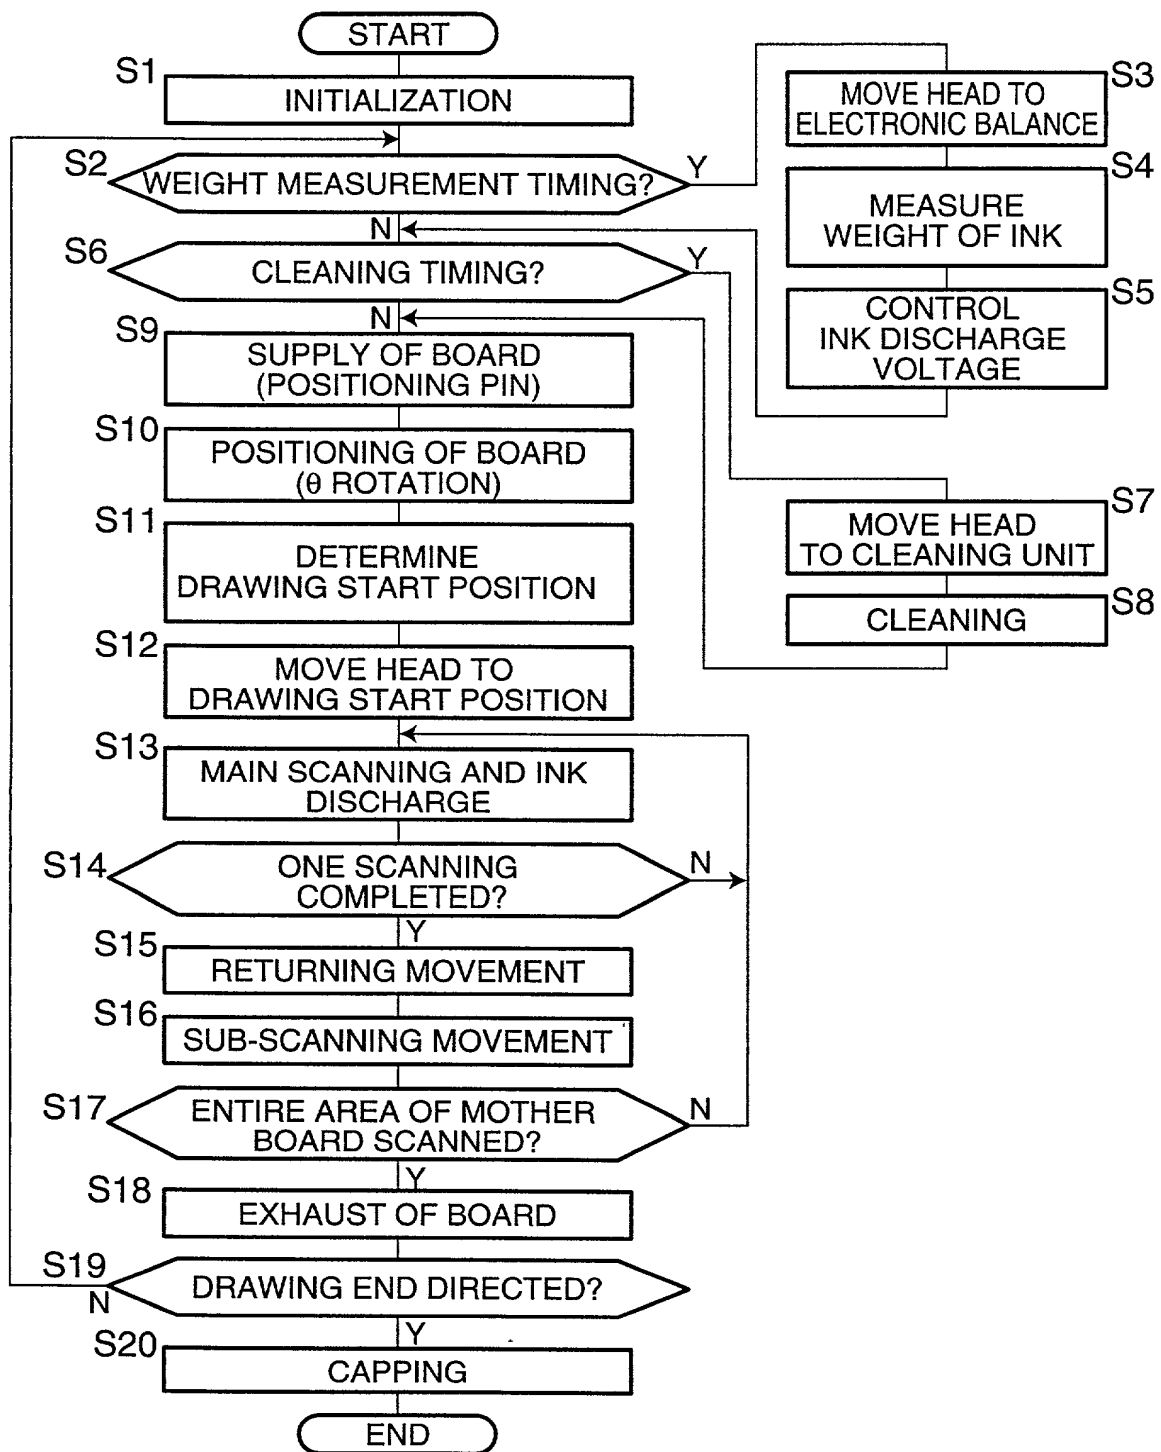 START
S1
INITIALIZATION
S2
WEIGHT MEASUREMENT TIMING?
Y
N
S3
MOVE HEAD TO
ELECTRONIC BALANCE
S4
MEASURE
WEIGHT OF INK
S5
CONTROL
INK DISCHARGE
VOLTAGE
S6
CLEANING TIMING?
Y
N
S7
MOVE HEAD
TO CLEANING UNIT
S8
CLEANING
S9
SUPPLY OF BOARD
(POSITIONING PIN)
S10
POSITIONING OF BOARD
(θ ROTATION)
S11
DETERMINE
DRAWING START POSITION
S12
MOVE HEAD TO
DRAWING START POSITION
S13
MAIN SCANNING AND INK
DISCHARGE
S14
ONE SCANNING
COMPLETED?
N
Y
S15
RETURNING MOVEMENT
S16
SUB-SCANNING MOVEMENT
S17
ENTIRE AREA OF MOTHER
BOARD SCANNED?
N
Y
S18
EXHAUST OF BOARD
S19
DRAWING END DIRECTED?
N
Y
S20
CAPPING
END